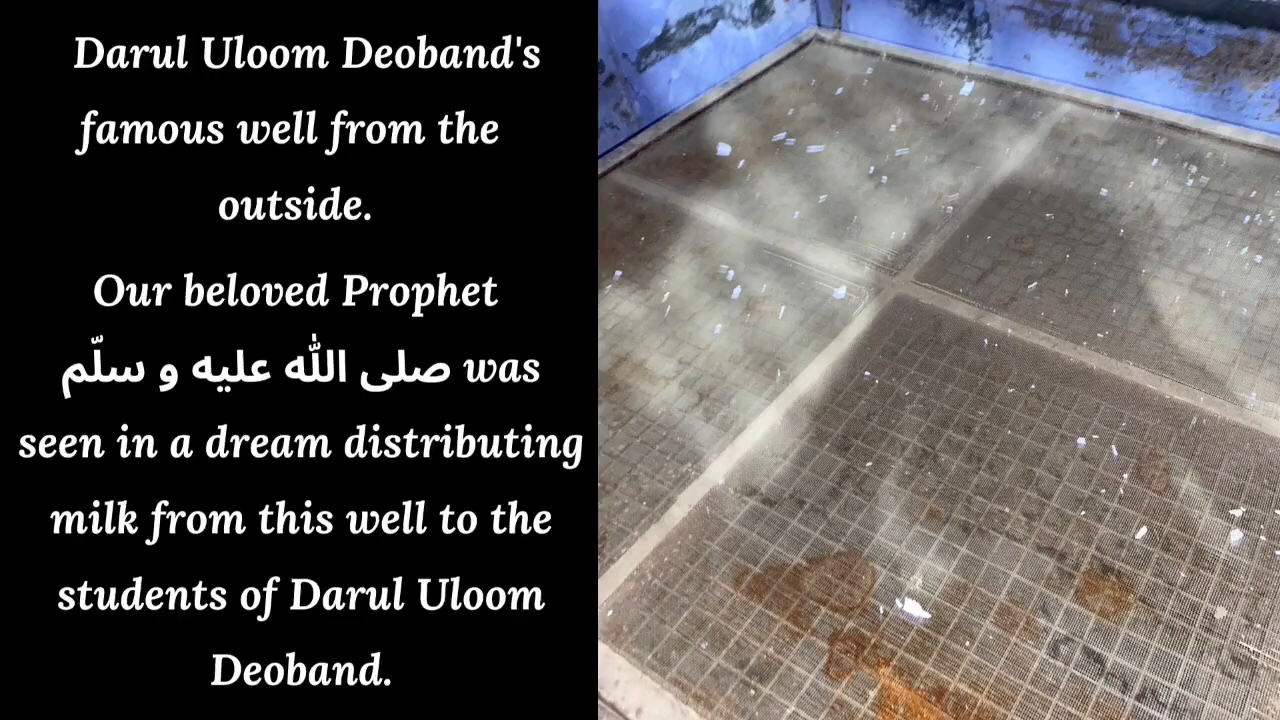 Darul Uloom Deoband's
famous well from the
outside.
Our beloved Prophet
صلى الله عليه و سلّم was
seen in a dream distributing
milk from this well to the
students of Darul Uloom
Deoband.